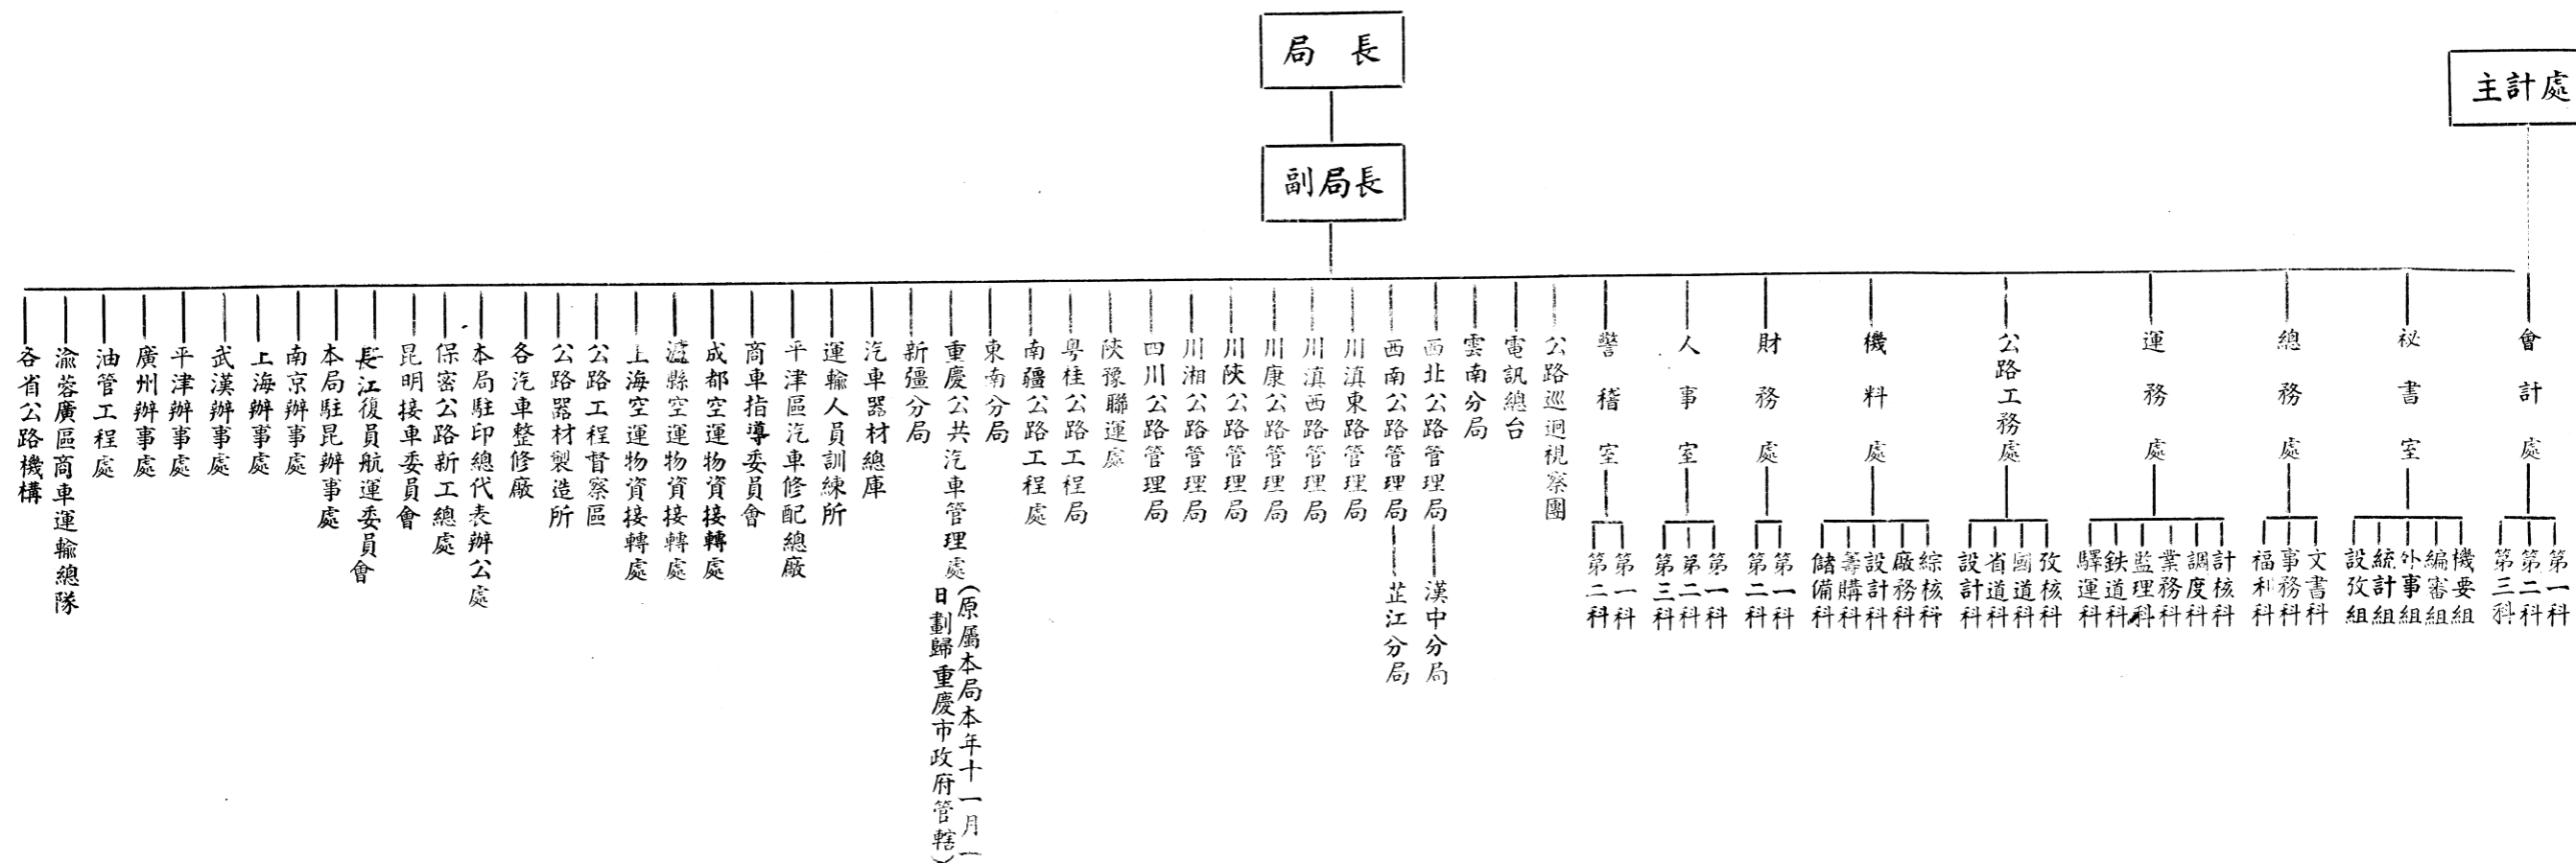 局長
副局長
主計處
會計處
第一科
第二科
第三科
祕書室
機要組
編審組
外事組
統計組
設攷組
總務處
文書科
事務科
福利科
運務處
計核科
調度科
業務科
監理科
鉄道科
驛運科
公路工務處
攷核科
國道科
省道科
設計科
機料處
綜核科
廠務科
設計科
籌購科
儲備科
財務處
第一科
第二科
人事室
第一科
第二科
第三科
警稽室
第一科
第二科
公路巡迴視察團
電訊總台
雲南分局
西北公路管理局
漢中分局
西南公路管理局
芷江分局
川滇東路管理局
川滇西路管理局
川康公路管理局
川陝公路管理局
川湘公路管理局
四川公路管理局
陝豫聯運處
粵桂公路工程局
南疆公路工程處
東南分局
重慶公共汽車管理處
(原屬本局本年十一月一
日劃歸重慶市政府管轄)
新疆分局
汽車器材總庫
運輸人員訓練所
平津區汽車修配總廠
商車指導委員會
成都空運物資接轉處
瀘縣空運物資接轉處
上海空運物資接轉處
公路工程督察區
公路器材製造所
各汽車整修廠
本局駐印總代表辦公處
保密公路新工總處
昆明接車委員會
長江復員航運委員會
本局駐昆辦事處
南京辦事處
上海辦事處
武漢辦事處
平津辦事處
廣州辦事處
油管工程處
渝蓉廣區商車運輸總隊
各省公路機構